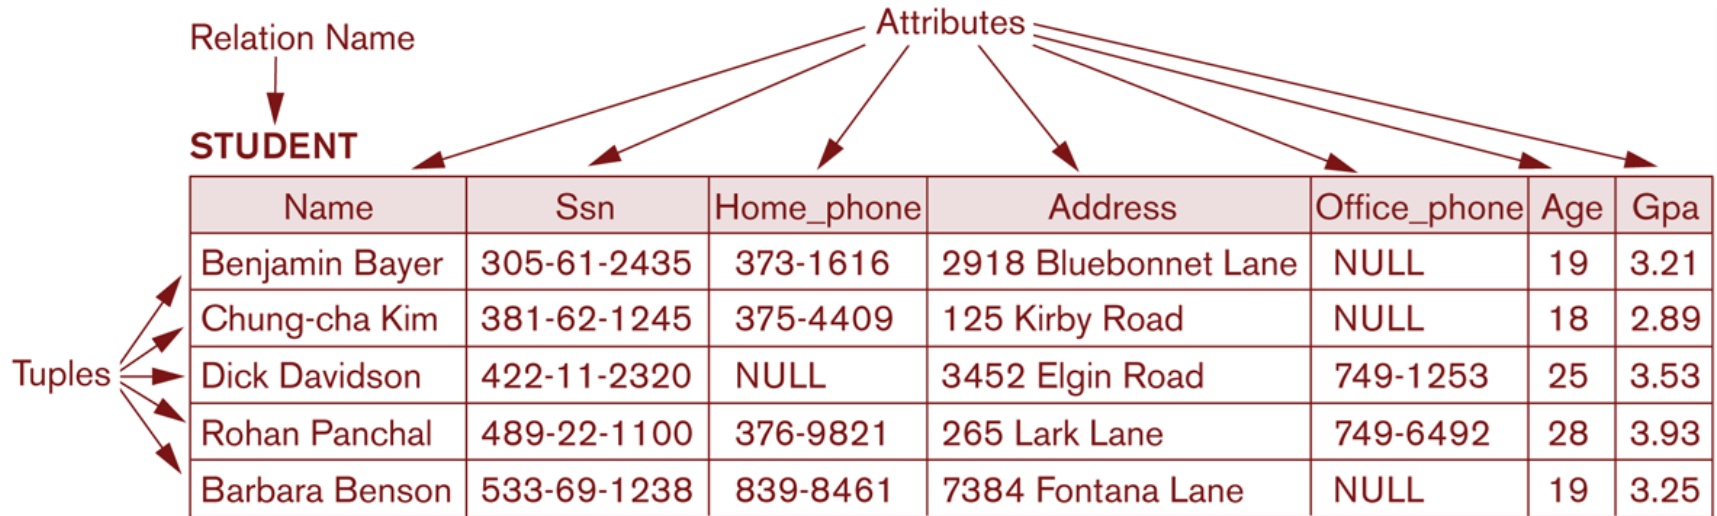 Attributes
Relation Name
STUDENT
Name Ssn Home_phone Address Office_phone Age Gpa
Benjamin Bayer 305-61-2435 373-1616 2918 Bluebonnet Lane NULL 19 3.21
Chung-cha Kim 381-62-1245 375-4409 125 Kirby Road NULL 18 2.89
Tuples Dick Davidson 422-11-2320 NULL 3452 Elgin Road 749-1253 25 3.53
Rohan Panchal 489-22-1100 376-9821 265 Lark Lane 749-6492 28 3.93
Barbara Benson 533-69-1238 839-8461 7384 Fontana Lane NULL 19 3.25